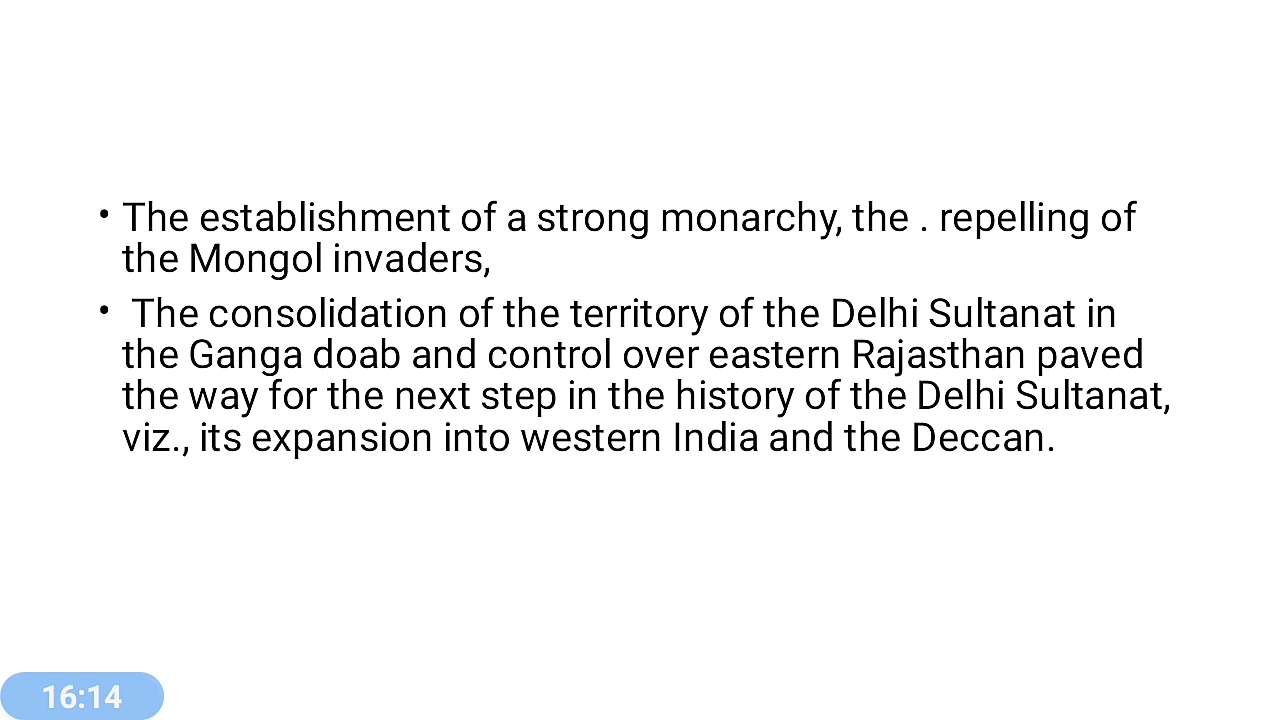 • The establishment of a strong monarchy, the . repelling of
the Mongol invaders,
• The consolidation of the territory of the Delhi Sultanat in
the Ganga doab and control over eastern Rajasthan paved
the way for the next step in the history of the Delhi Sultanat,
viz., its expansion into western India and the Deccan.
16:14